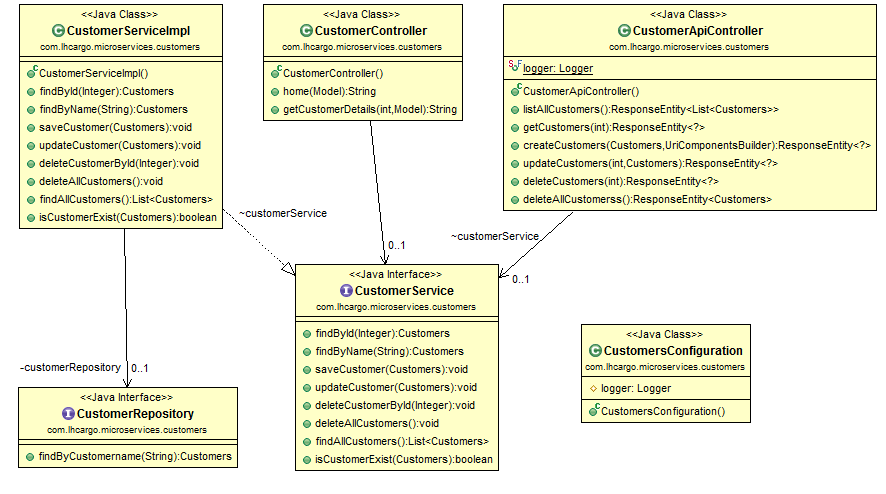 <<Java Class>>
CustomerServiceImpl
com.lhcargo.microservices.customers
CustomerServiceImpl()
findById(Integer):Customers
findByName(String):Customers
saveCustomer(Customers):void
updateCustomer(Customers):void
deleteCustomerById(Integer):void
deleteAllCustomers():void
findAllCustomers():List<Customers>
isCustomerExist(Customers):boolean
<<Java Class>>
CustomerController
com.lhcargo.microservices.customers
CustomerController()
home(Model):String
getCustomerDetails(int,Model):String
<<Java Class>>
CustomerApiController
com.lhcargo.microservices.customers
logger: Logger
CustomerApiController()
listAllCustomers():ResponseEntity<List<Customers>>
getCustomers(int):ResponseEntity<?>
createCustomers(Customers,UriComponentsBuilder):ResponseEntity<?>
updateCustomers(int,Customers):ResponseEntity<?>
deleteCustomers(int):ResponseEntity<?>
deleteAllCustomerss():ResponseEntity<Customers>
~customerService
0..1
~customerService
0..1
-customerRepository
0..1
<<Java Interface>>
CustomerService
com.lhcargo.microservices.customers
findById(Integer):Customers
findByName(String):Customers
saveCustomer(Customers):void
updateCustomer(Customers):void
deleteCustomerById(Integer):void
deleteAllCustomers():void
findAllCustomers():List<Customers>
isCustomerExist(Customers):boolean
<<Java Class>>
CustomersConfiguration
com.lhcargo.microservices.customers
logger: Logger
CustomersConfiguration()
<<Java Interface>>
CustomerRepository
com.lhcargo.microservices.customers
findByCustomername(String):Customers